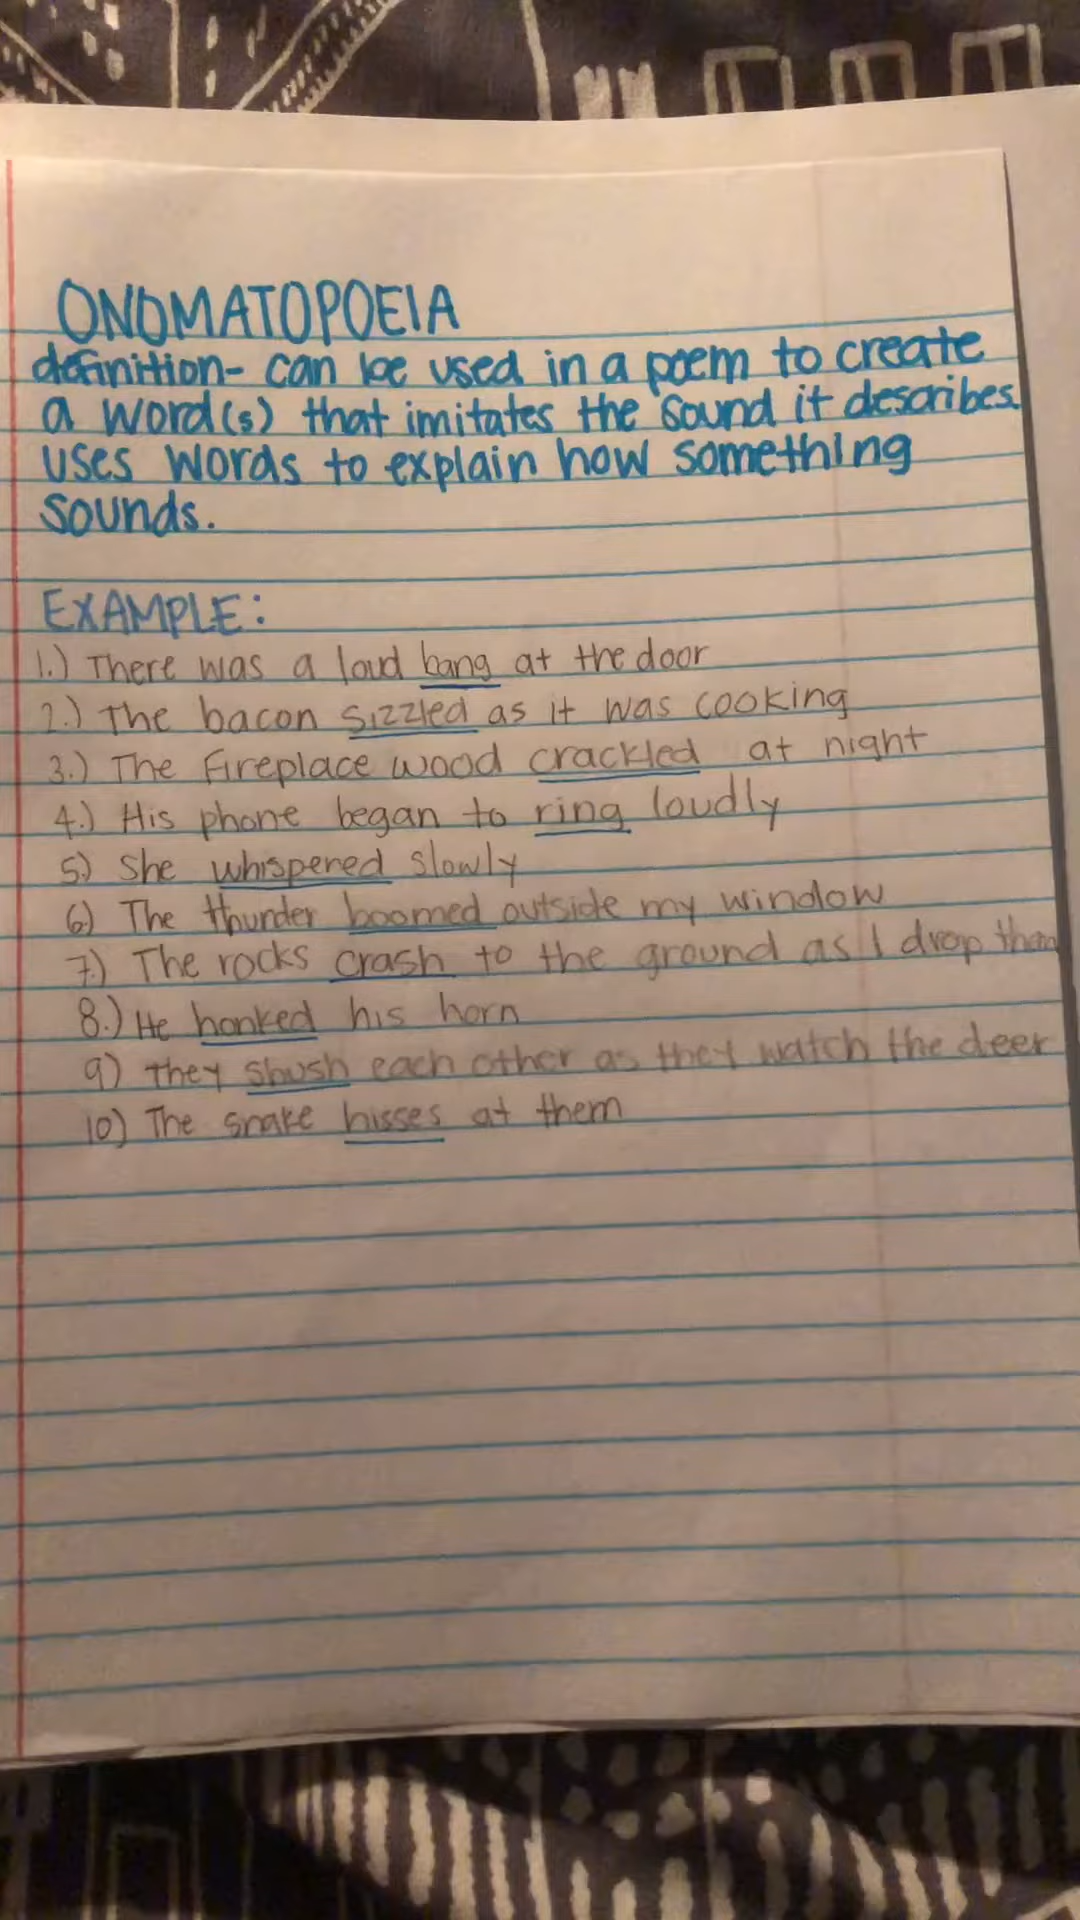 ONOMATOPOEIA
definition- can be used in a poem to create
a word(s) that imitates the sound it describes.
uses words to explain how something
sounds.
EXAMPLE:
1.) There was a loud bang at the door
2.) The bacon sizzled as it was cooking
3.) The fireplace wood crackled at night
4.) His phone began to ring loudly
5.) She whispered slowly
6.) The thunder boomed outside my window
7.) The rocks crash to the ground as I drop them
8.) He honked his horn
9) They shush each other as they watch the deer
10) The snake hisses at them